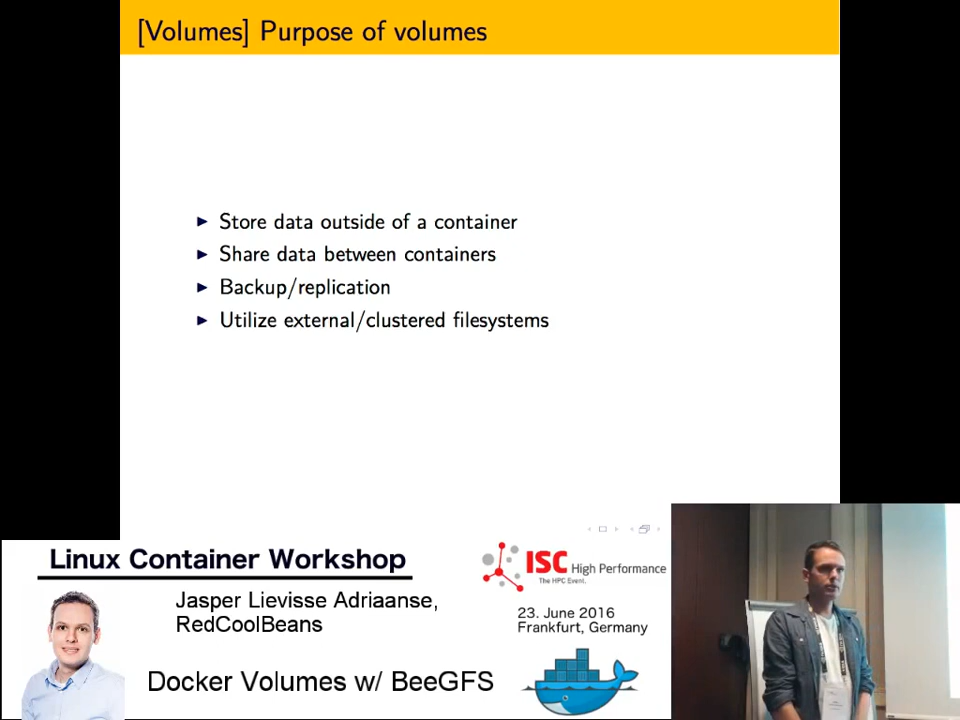 [Volumes] Purpose of volumes
Store data outside of a container
Share data between containers
Backup/replication
Utilize external/clustered filesystems
Linux Container Workshop
Jasper Lievisse Adriaanse,
RedCoolBeans
Docker Volumes w/ BeeGFS
ISC High Performance
The HPC Event.
23. June 2016
Frankfurt, Germany